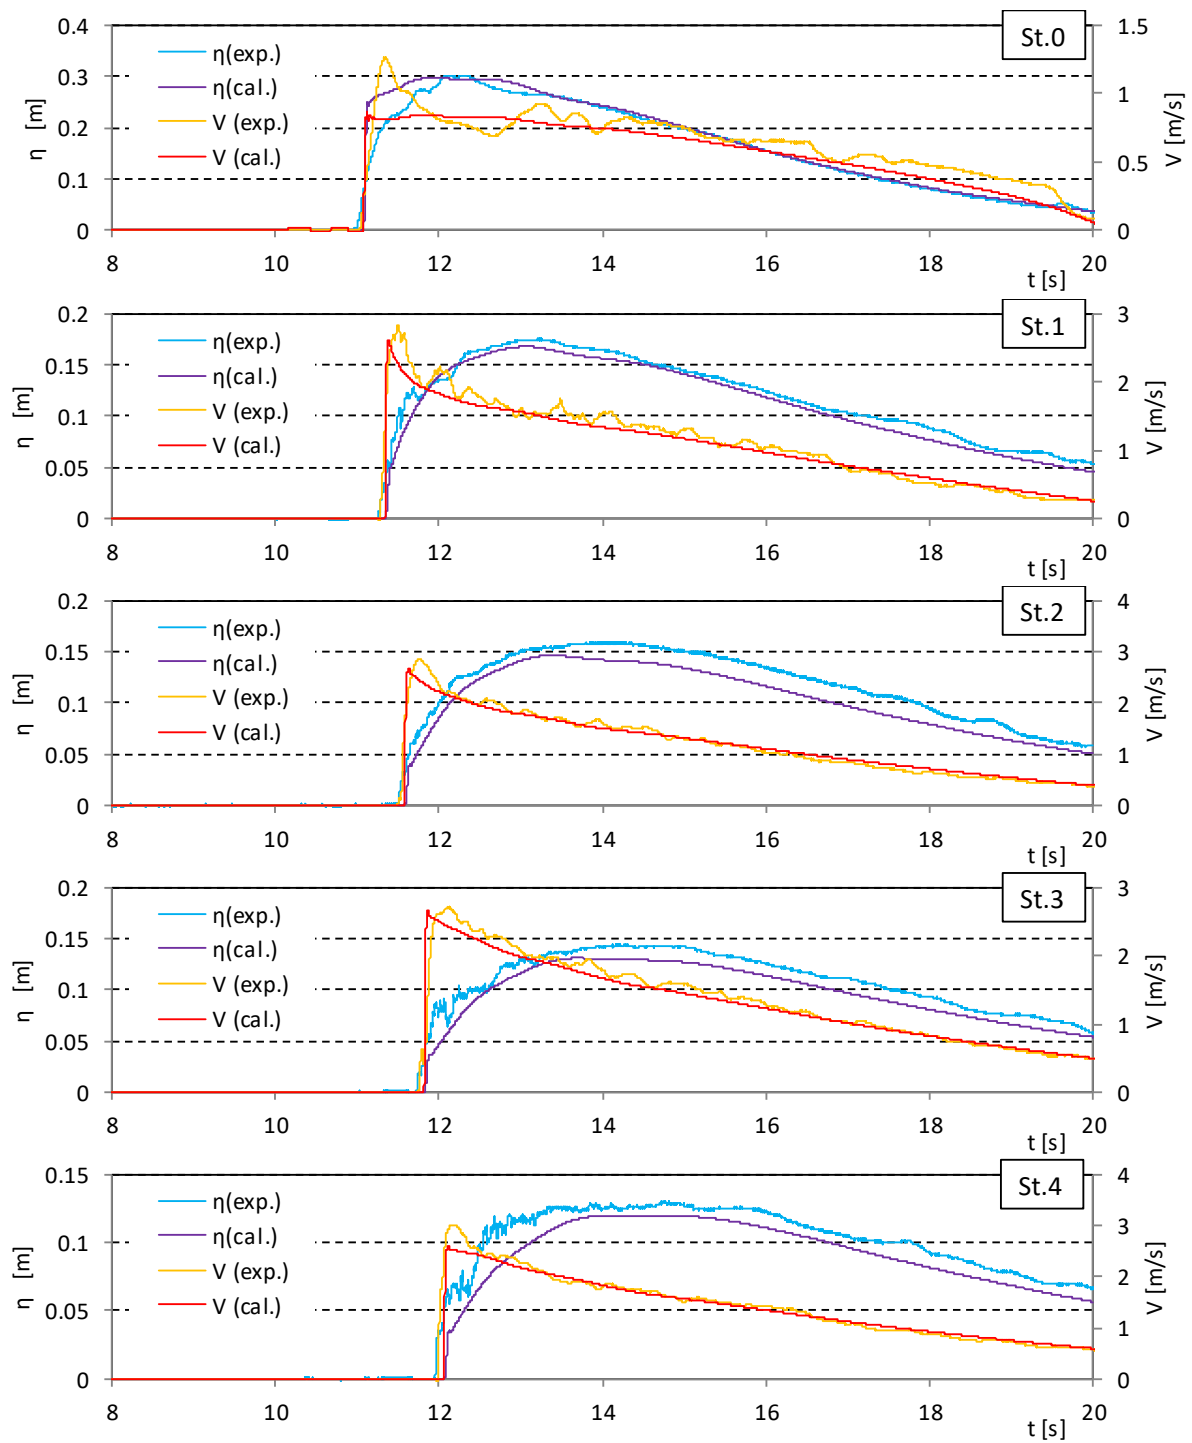 0.4
0.3
0.2
0.1
0
η [m]
η(exp.)
η(cal.)
V (exp.)
V (cal.)
St.0
1.5
1
0.5
0
V [m/s]
8 10 12 14 16 18 20
t [s]
0.2
0.15
0.1
0.05
0
η [m]
η(exp.)
η(cal.)
V (exp.)
V (cal.)
St.1
3
2
1
0
V [m/s]
8 10 12 14 16 18 20
t [s]
0.2
0.15
0.1
0.05
0
η [m]
η(exp.)
η(cal.)
V (exp.)
V (cal.)
St.2
4
3
2
1
0
V [m/s]
8 10 12 14 16 18 20
t [s]
0.2
0.15
0.1
0.05
0
η [m]
η(exp.)
η(cal.)
V (exp.)
V (cal.)
St.3
3
2
1
0
V [m/s]
8 10 12 14 16 18 20
t [s]
0.15
0.1
0.05
0
η [m]
η(exp.)
η(cal.)
V (exp.)
V (cal.)
St.4
4
3
2
1
0
V [m/s]
8 10 12 14 16 18 20
t [s]